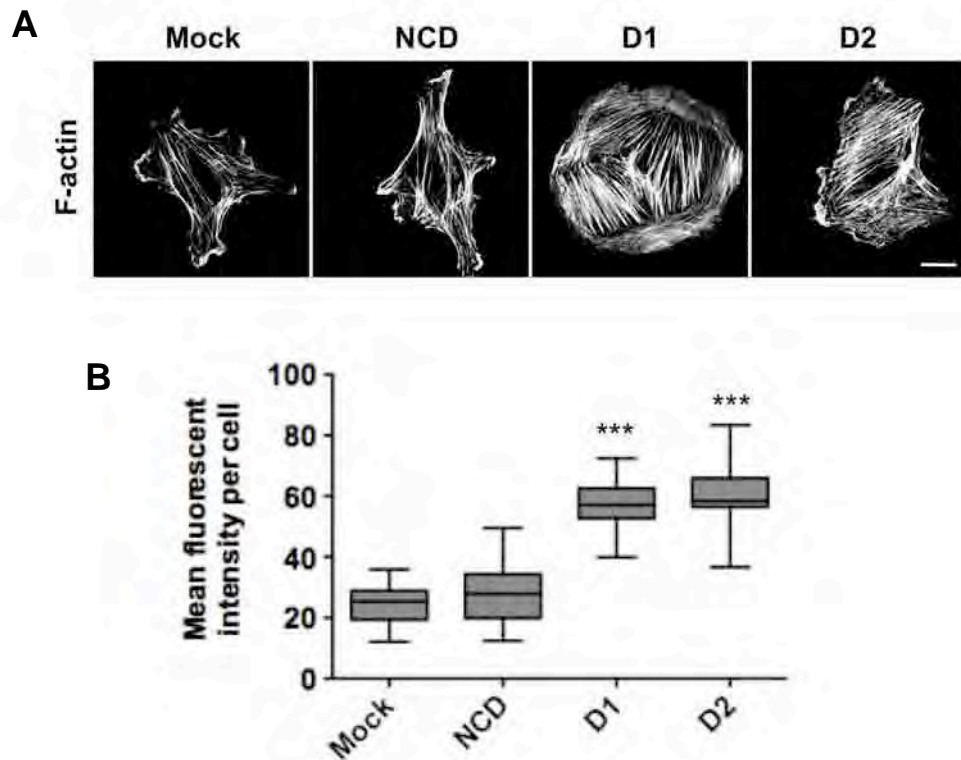 A
Mock NCD D1 D2
F-actin
B
Mean fluorescent
intensity per cell
100
80
60
40
20
0
***
***
Mock
NCD
D1
D2